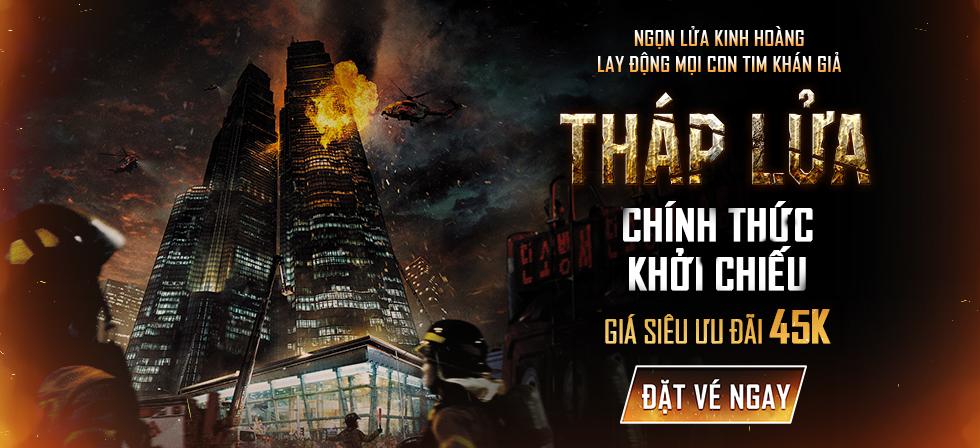 NGỌN LỬA KINH HOÀNG
LAY ĐỘNG MỌI CON TIM KHÁN GIẢ
THÁP LỬA
CHÍNH THỨC
KHỞI CHIẾU
GIÁ SIÊU ƯU ĐÃI 45K
ĐẶT VÉ NGAY